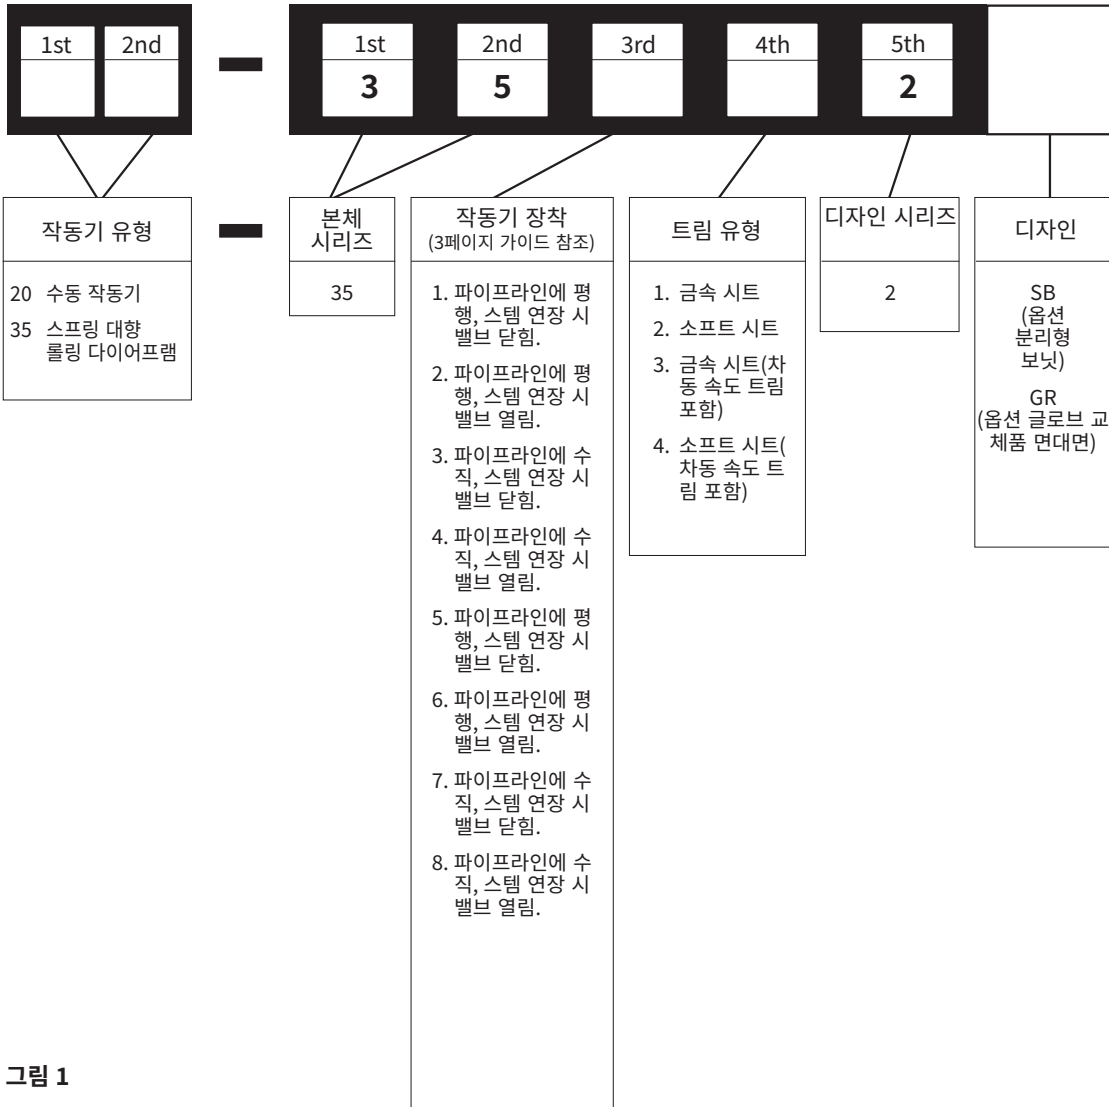 1st 2nd 1st 2nd 3rd 4th 5th
3 5 2
작동기 유형
20 수동 작동기
35 스프링 대향
롤링 다이어프램
본체
시리즈
35
작동기 장착
(3페이지 가이드 참조)
1. 파이프라인에 평
행, 스템 연장 시
밸브 닫힘.
2. 파이프라인에 평
행, 스템 연장 시
밸브 열림.
3. 파이프라인에 수
직, 스템 연장 시
밸브 닫힘.
4. 파이프라인에 수
직, 스템 연장 시
밸브 열림.
5. 파이프라인에 평
행, 스템 연장 시
밸브 닫힘.
6. 파이프라인에 평
행, 스템 연장 시
밸브 열림.
7. 파이프라인에 수
직, 스템 연장 시
밸브 닫힘.
8. 파이프라인에 수
직, 스템 연장 시
밸브 열림.
트림 유형
1. 금속 시트
2. 소프트 시트
3. 금속 시트(차
동 속도 트림
포함)
4. 소프트 시트(
차동 속도 트
림 포함)
디자인 시리즈
2
디자인
SB
(옵션
분리형
보닛)
GR
(옵션 글로브 교
체품 면대면)
그림 1